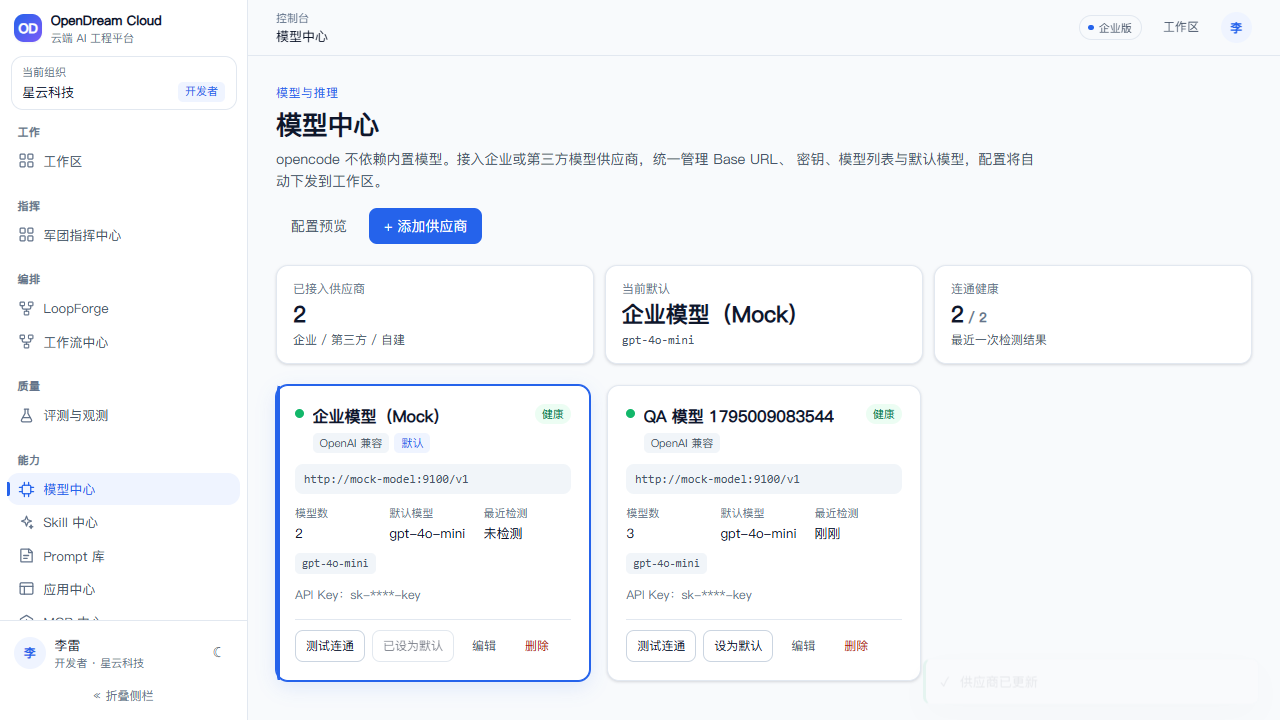 OD
OpenDream Cloud
云端 AI 工程平台
当前组织
星云科技
开发者
工作
工作区
指挥
军团指挥中心
编排
LoopForge
工作流中心
质量
评测与观测
能力
模型中心
Skill 中心
Prompt 库
应用中心
李
李雷
开发者 · 星云科技
« 折叠侧栏
控制台
模型中心
企业版
工作区
李
模型与推理
模型中心
opencode 不依赖内置模型。接入企业或第三方模型供应商，统一管理 Base URL、 密钥、模型列表与默认模型，配置将自
动下发到工作区。
配置预览
+ 添加供应商
已接入供应商
2
企业 / 第三方 / 自建
当前默认
企业模型（Mock）
gpt-4o-mini
连通健康
2 / 2
最近一次检测结果
企业模型（Mock）
健康
OpenAI 兼容
默认
http://mock-model:9100/v1
模型数
默认模型
最近检测
2
gpt-4o-mini
未检测
gpt-4o-mini
API Key：sk-****-key
测试连通
已设为默认
编辑
删除
QA 模型 1795009083544
健康
OpenAI 兼容
http://mock-model:9100/v1
模型数
默认模型
最近检测
3
gpt-4o-mini
刚刚
gpt-4o-mini
API Key：sk-****-key
测试连通
设为默认
编辑
删除
✓ 供应商已更新